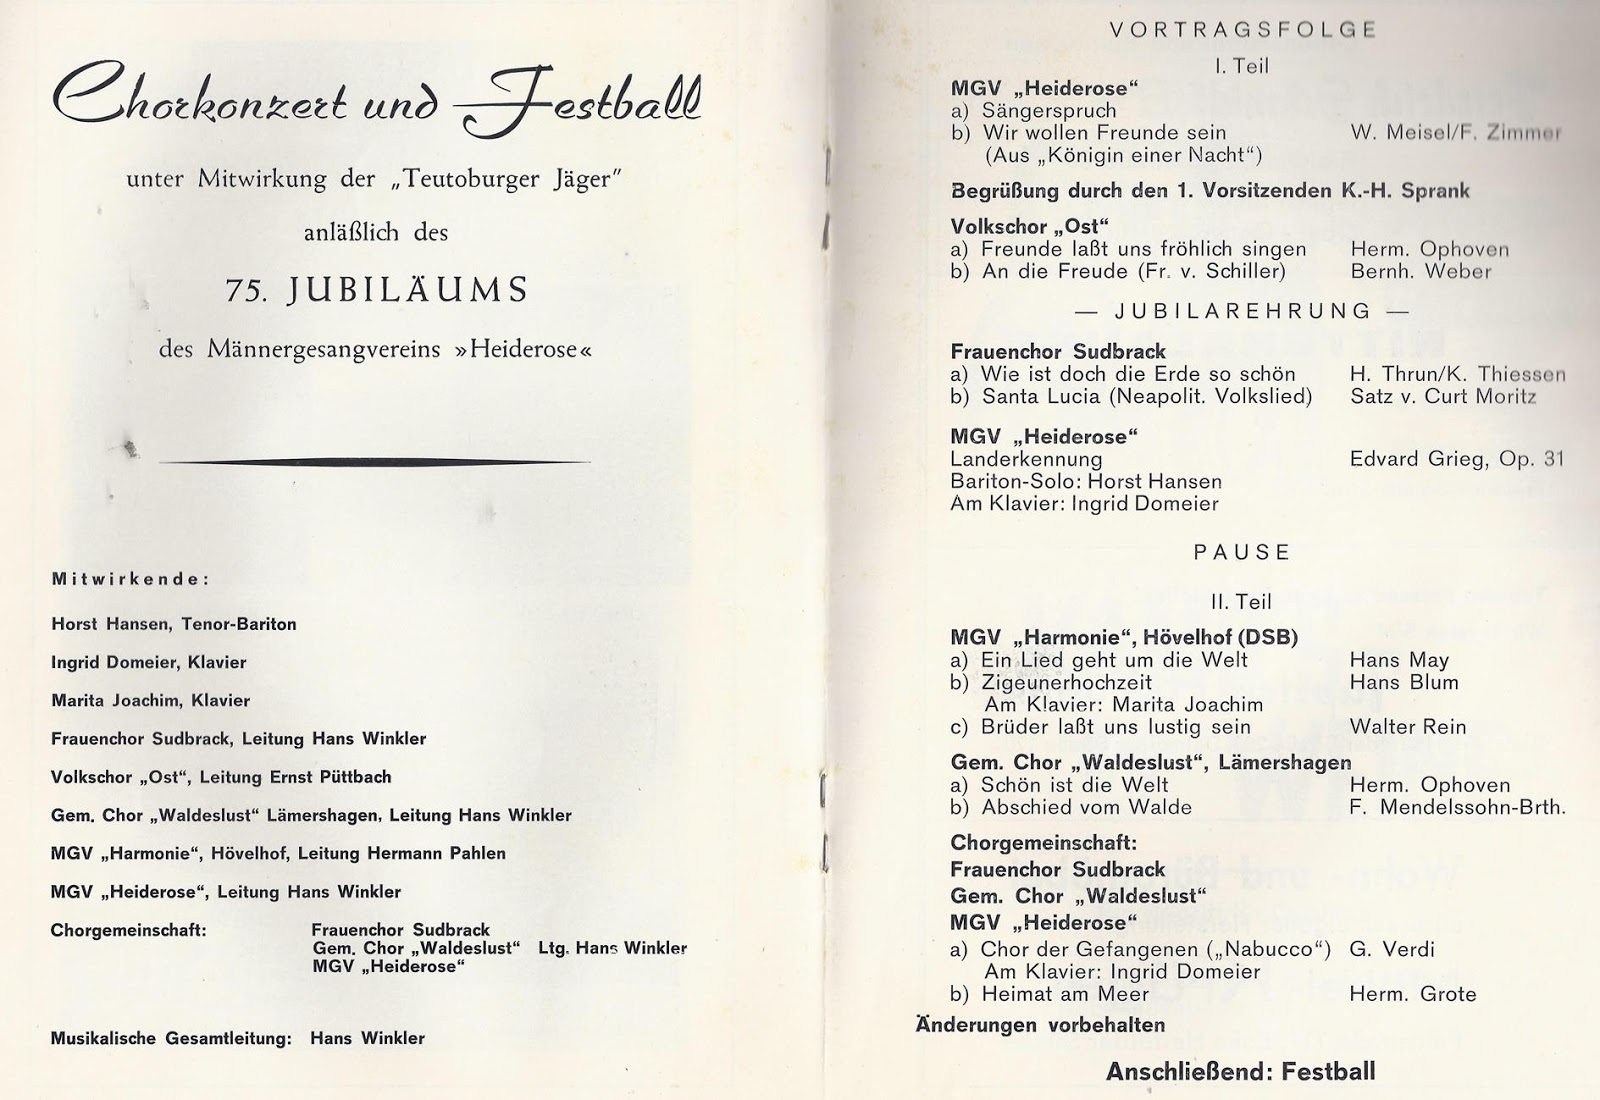 Chorkonzert und Festball
unter Mitwirkung der „Teutoburger Jäger“
anläßlich des
75. JUBILÄUMS
des Männergesangvereins »Heiderose«
Mitwirkende:
Horst Hansen, Tenor-Bariton
Ingrid Domeier, Klavier
Marita Joachim, Klavier
Frauenchor Sudbrack, Leitung Hans Winkler
Volkschor „Ost“, Leitung Ernst Püttbach
Gem. Chor „Waldeslust“ Lämershagen, Leitung Hans Winkler
MGV „Harmonie“, Hövelhof, Leitung Hermann Pahlen
MGV „Heiderose“, Leitung Hans Winkler
Chorgemeinschaft: Frauenchor Sudbrack
Gem. Chor „Waldeslust“ Ltg. Hans Winkler
MGV „Heiderose“
Musikalische Gesamtleitung: Hans Winkler
VORTRAGSFOLGE
I. Teil
MGV „Heiderose“
a) Sängerspruch
b) Wir wollen Freunde sein W. Meisel/F. Zimmer
(Aus „Königin einer Nacht“)
Begrüßung durch den 1. Vorsitzenden K.-H. Sprank
Volkschor „Ost“
a) Freunde laßt uns fröhlich singen Herm. Ophoven
b) An die Freude (Fr. v. Schiller) Bernh. Weber
— JUBILAREHRUNG —
Frauenchor Sudbrack
a) Wie ist doch die Erde so schön H. Thrun/K. Thiessen
b) Santa Lucia (Neapolit. Volkslied) Satz v. Curt Moritz
MGV „Heiderose“
Landerkennung Edvard Grieg, Op. 31
Bariton-Solo: Horst Hansen
Am Klavier: Ingrid Domeier
PAUSE
II. Teil
MGV „Harmonie“, Hövelhof (DSB)
a) Ein Lied geht um die Welt Hans May
b) Zigeunerhochzeit Hans Blum
Am Klavier: Marita Joachim
c) Brüder laßt uns lustig sein Walter Rein
Gem. Chor „Waldeslust“, Lämershagen
a) Schön ist die Welt Herm. Ophoven
b) Abschied vom Walde F. Mendelssohn-Brth.
Chorgemeinschaft:
Frauenchor Sudbrack
Gem. Chor „Waldeslust“
MGV „Heiderose“
a) Chor der Gefangenen („Nabucco“) G. Verdi
Am Klavier: Ingrid Domeier
b) Heimat am Meer Herm. Grote
Änderungen vorbehalten
Anschließend: Festball